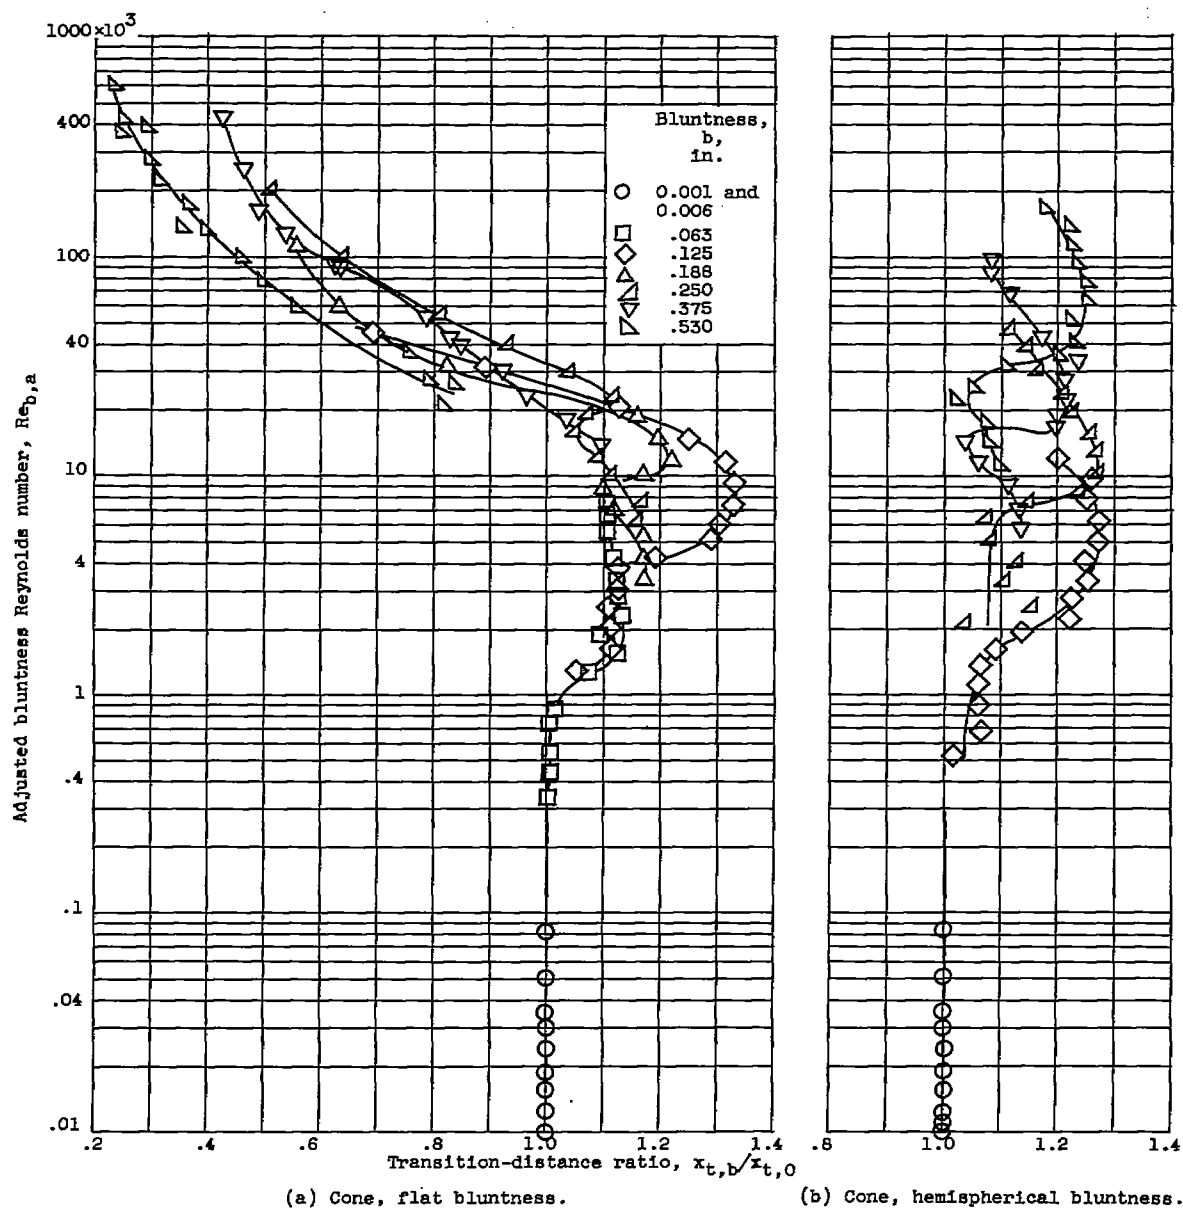 1000×10³
400
100
40
10
4
1
.4
.1
.04
.01
Adjusted bluntness Reynolds number, Re_b,a
Bluntness,
b,
in.
0.001 and
0.006
.063
.125
.188
.250
.375
.530
.2 .4 .6 .8 1.0 1.2 1.4
.8 1.0 1.2 1.4
Transition-distance ratio, x_t,b/x_t,0
(a) Cone, flat bluntness.
(b) Cone, hemispherical bluntness.